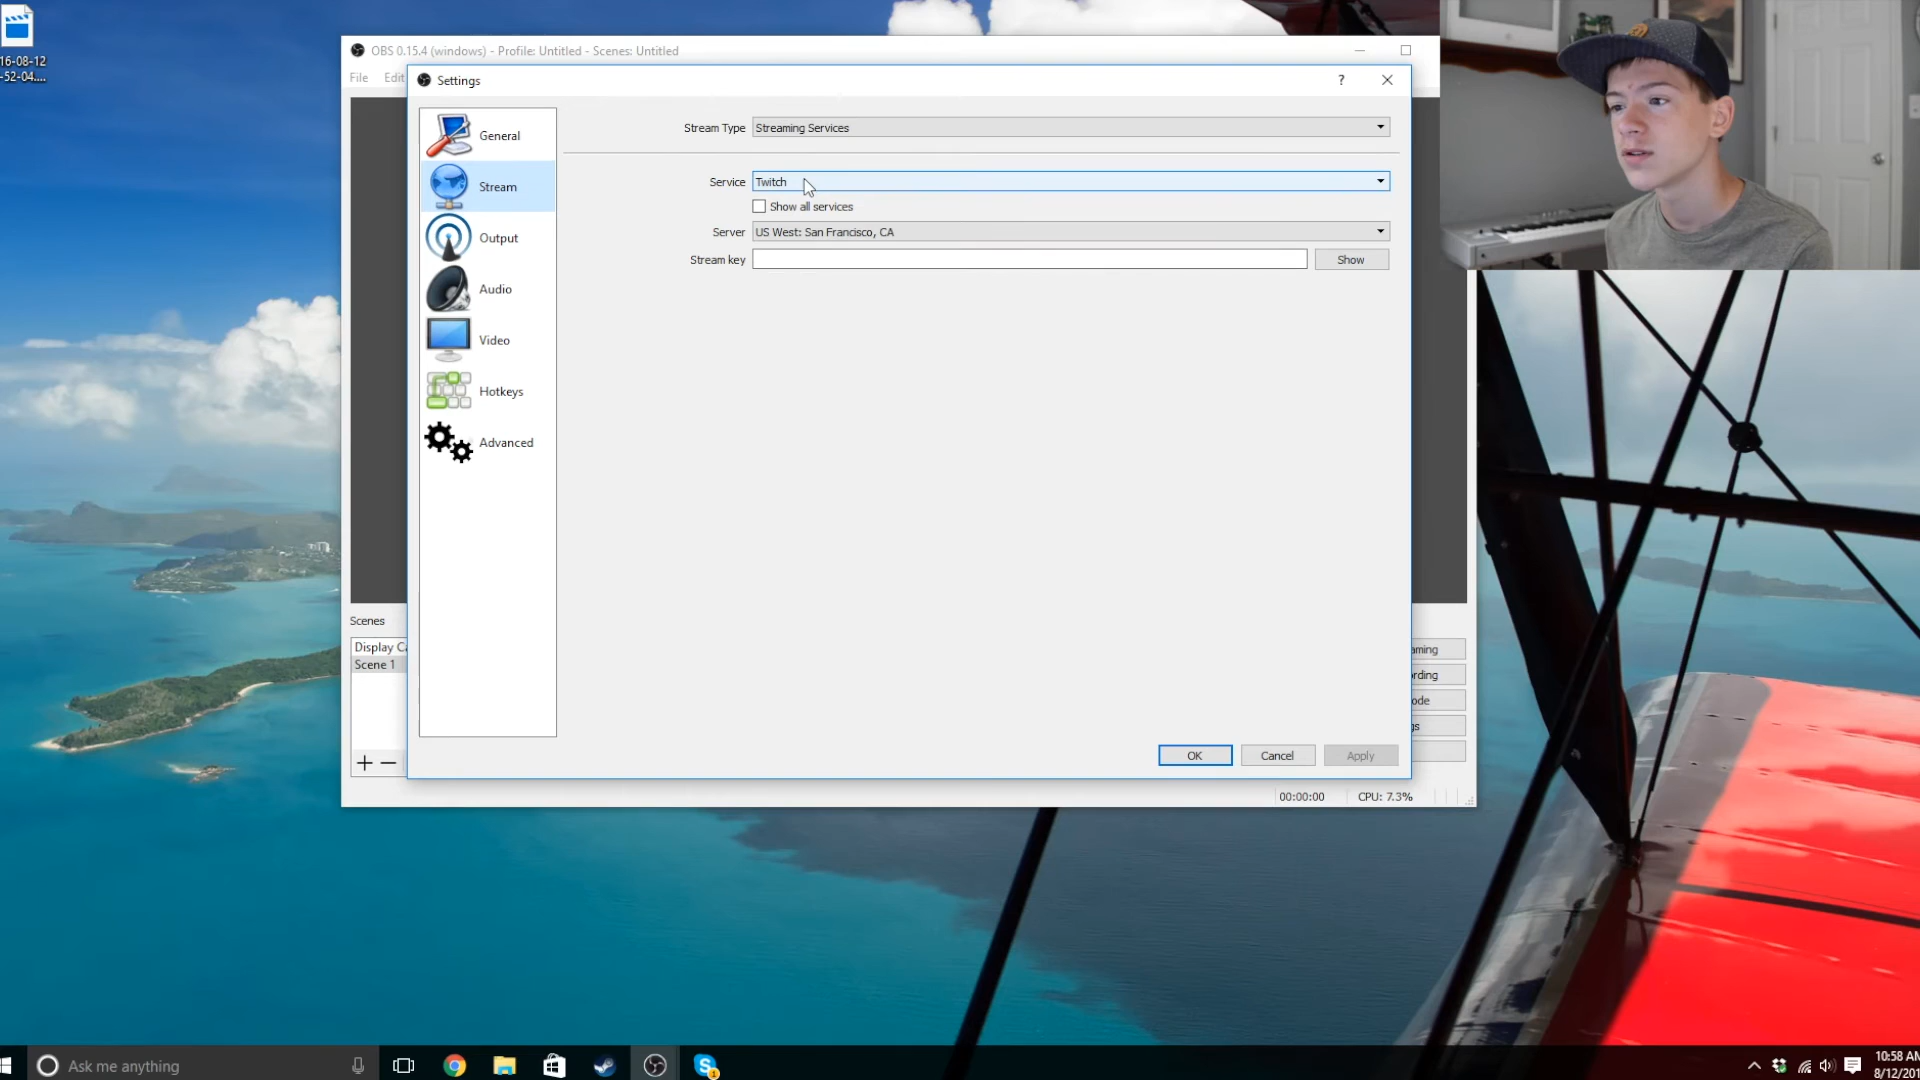 16-08-12
-52-04....
OBS 0.15.4 (windows) - Profile: Untitled - Scenes: Untitled
File Edit
Settings
?
General
Stream
Output
Audio
Video
Hotkeys
Advanced
Stream Type Streaming Services
Service Twitch
Show all services
Server US West: San Francisco, CA
Stream key
Show
Scenes
Display Ca
Scene 1
aming
rding
ode
gs
OK
Cancel
Apply
00:00:00
CPU: 7.3%
Ask me anything
10:58 AM
8/12/201